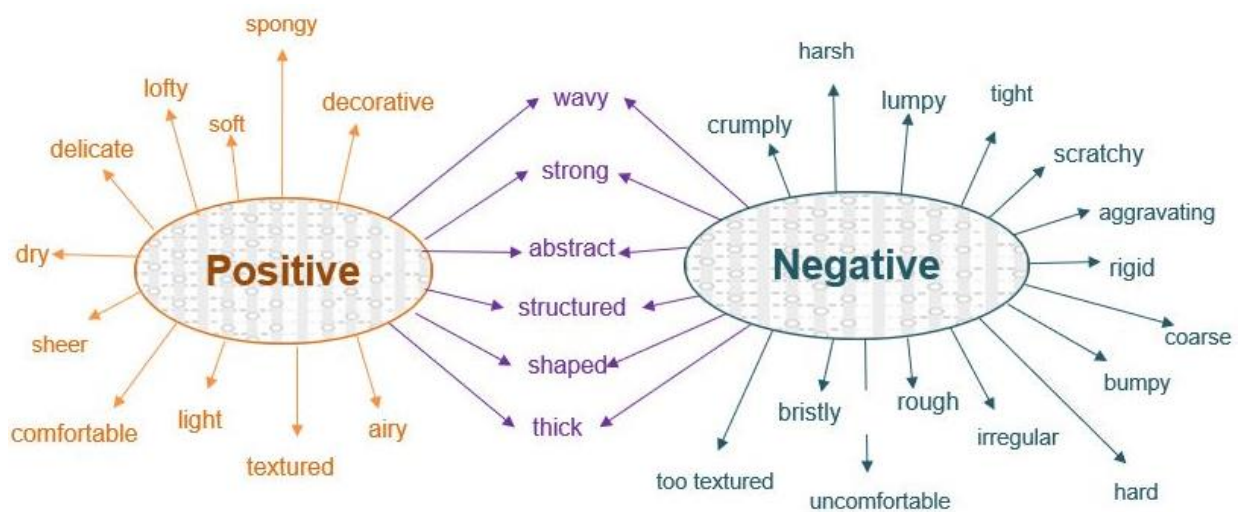 spongy
lofty
decorative
soft
delicate
dry
Positive
sheer
comfortable
light
airy
textured
wavy
strong
abstract
structured
shaped
thick
harsh
lumpy
tight
crumply
scratchy
aggravating
Negative
rigid
coarse
bumpy
bristly
rough
irregular
too textured
uncomfortable
hard